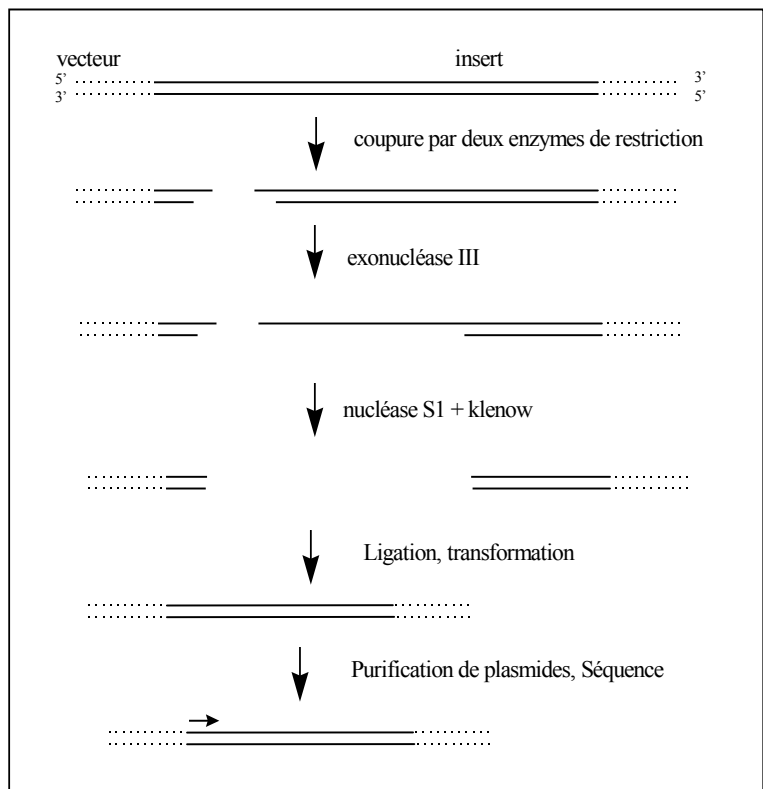 vecteur insert
5’ 3’
3’ 5’
coupure par deux enzymes de restriction
exonucléase III
nucléase S1 + klenow
Ligation, transformation
Purification de plasmides, Séquence